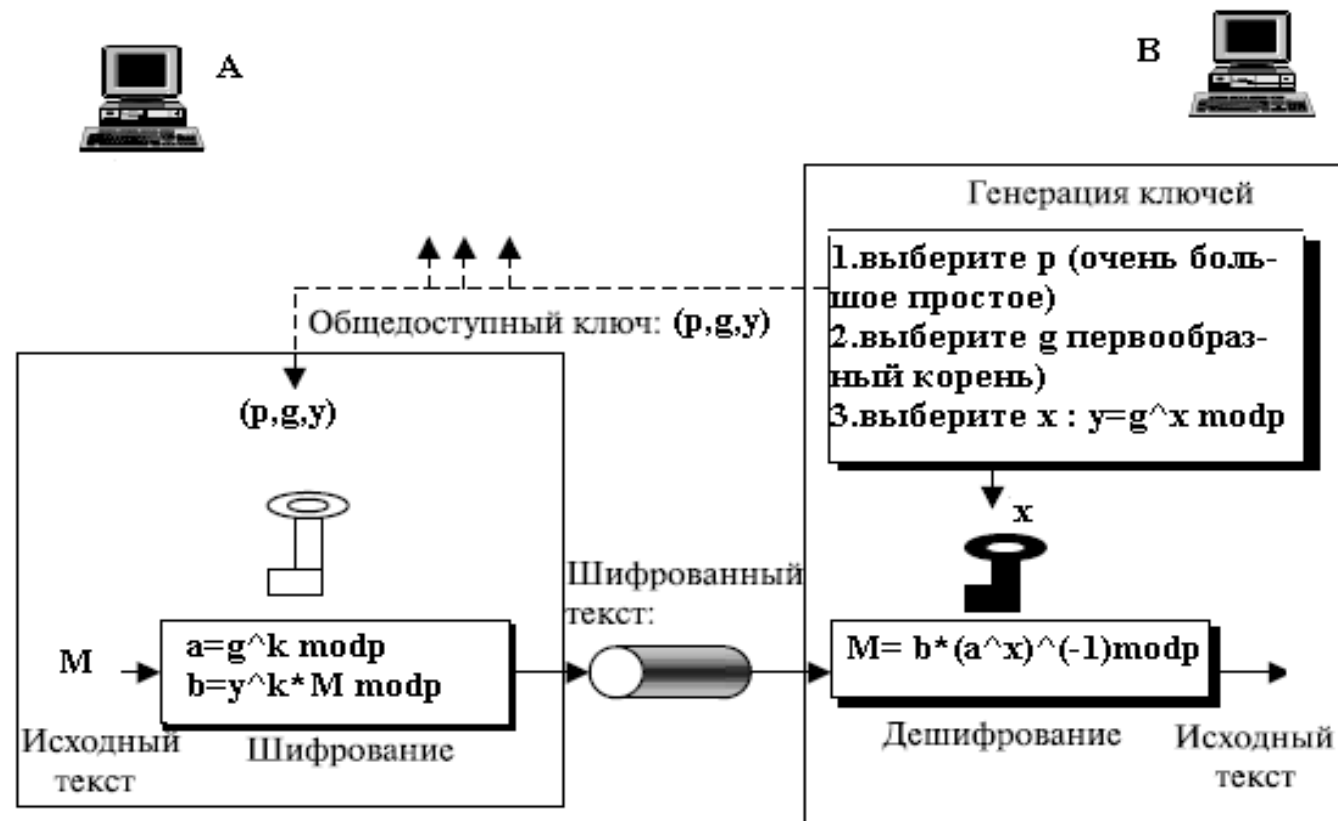 A
B
Генерация ключей
1.выберите p (очень боль-
шое простое)
2.выберите g первообраз-
ный корень)
3.выберите x : y=g^x modp
Общедоступный ключ: (p,g,y)
(p,g,y)
x
Шифрованный
текст:
M
a=g^k modp
b=y^k*M modp
M= b*(a^x)^(-1)modp
Исходный
текст
Шифрование
Дешифрование
Исходный
текст